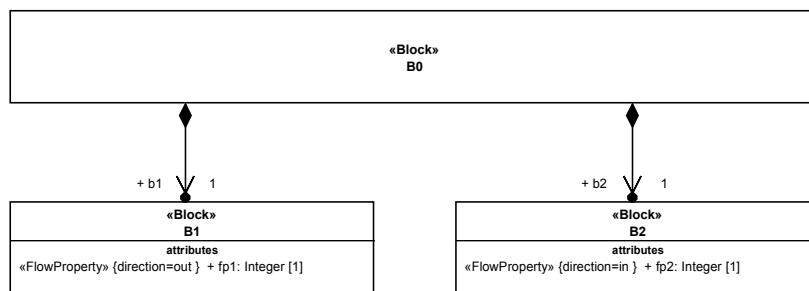 «Block»
B0
+ b1 1
+ b2 1
«Block»
B1
attributes
«FlowProperty» {direction=out } + fp1: Integer [1]
«Block»
B2
attributes
«FlowProperty» {direction=in } + fp2: Integer [1]